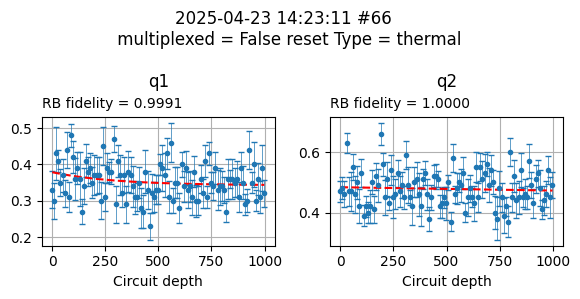 2025-04-23 14:23:11 #66
multiplexed = False reset Type = thermal
q1
RB fidelity = 0.9991
0.5
0.4
0.3
0.2
0
250
500
750
1000
Circuit depth
q2
RB fidelity = 1.0000
0.6
0.4
0
250
500
750
1000
Circuit depth